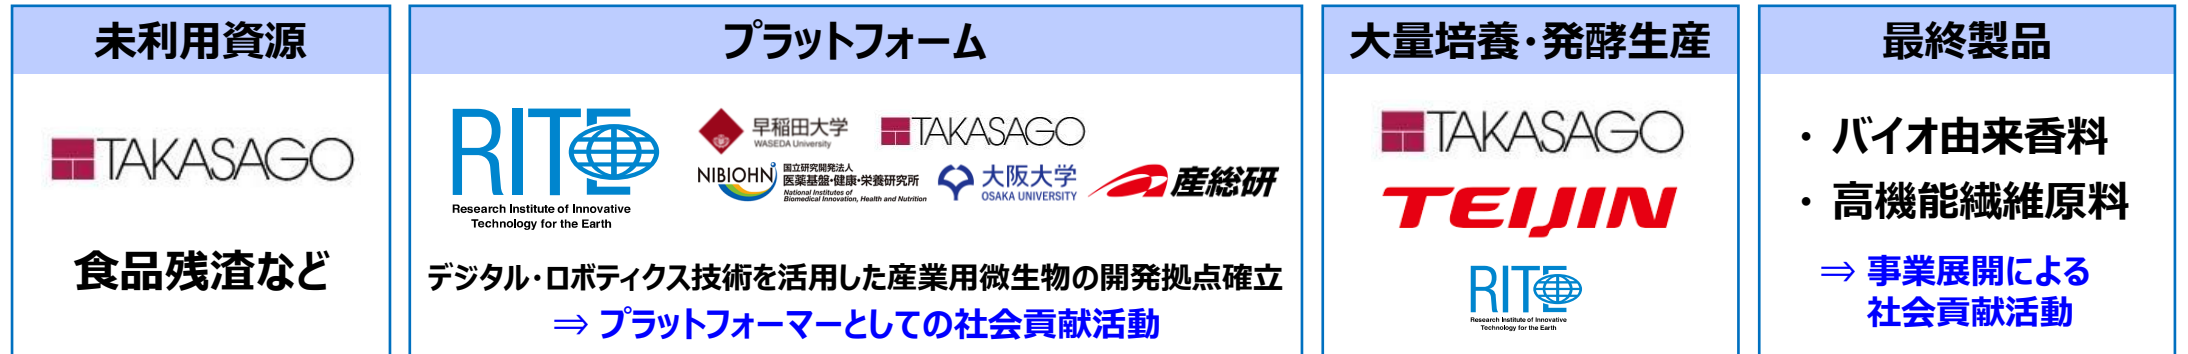 未利用資源
TAKASAGO
食品残渣など
プラットフォーム
RITE
Research Institute of Innovative
Technology for the Earth
早稲田大学
WASEDA University
TAKASAGO
NIBIOHN
国立研究開発法人
医薬基盤・健康・栄養研究所
National Institutes of
Biomedical Innovation, Health and Nutrition
大阪大学
OSAKA UNIVERSITY
産総研
デジタル・ロボティクス技術を活用した産業用微生物の開発拠点確立
⇒ プラットフォーマーとしての社会貢献活動
大量培養・発酵生産
TAKASAGO
TEIJIN
RITE
Research Institute of Innovative
Technology for the Earth
最終製品
・ バイオ由来香料
・ 高機能繊維原料
⇒ 事業展開による
社会貢献活動